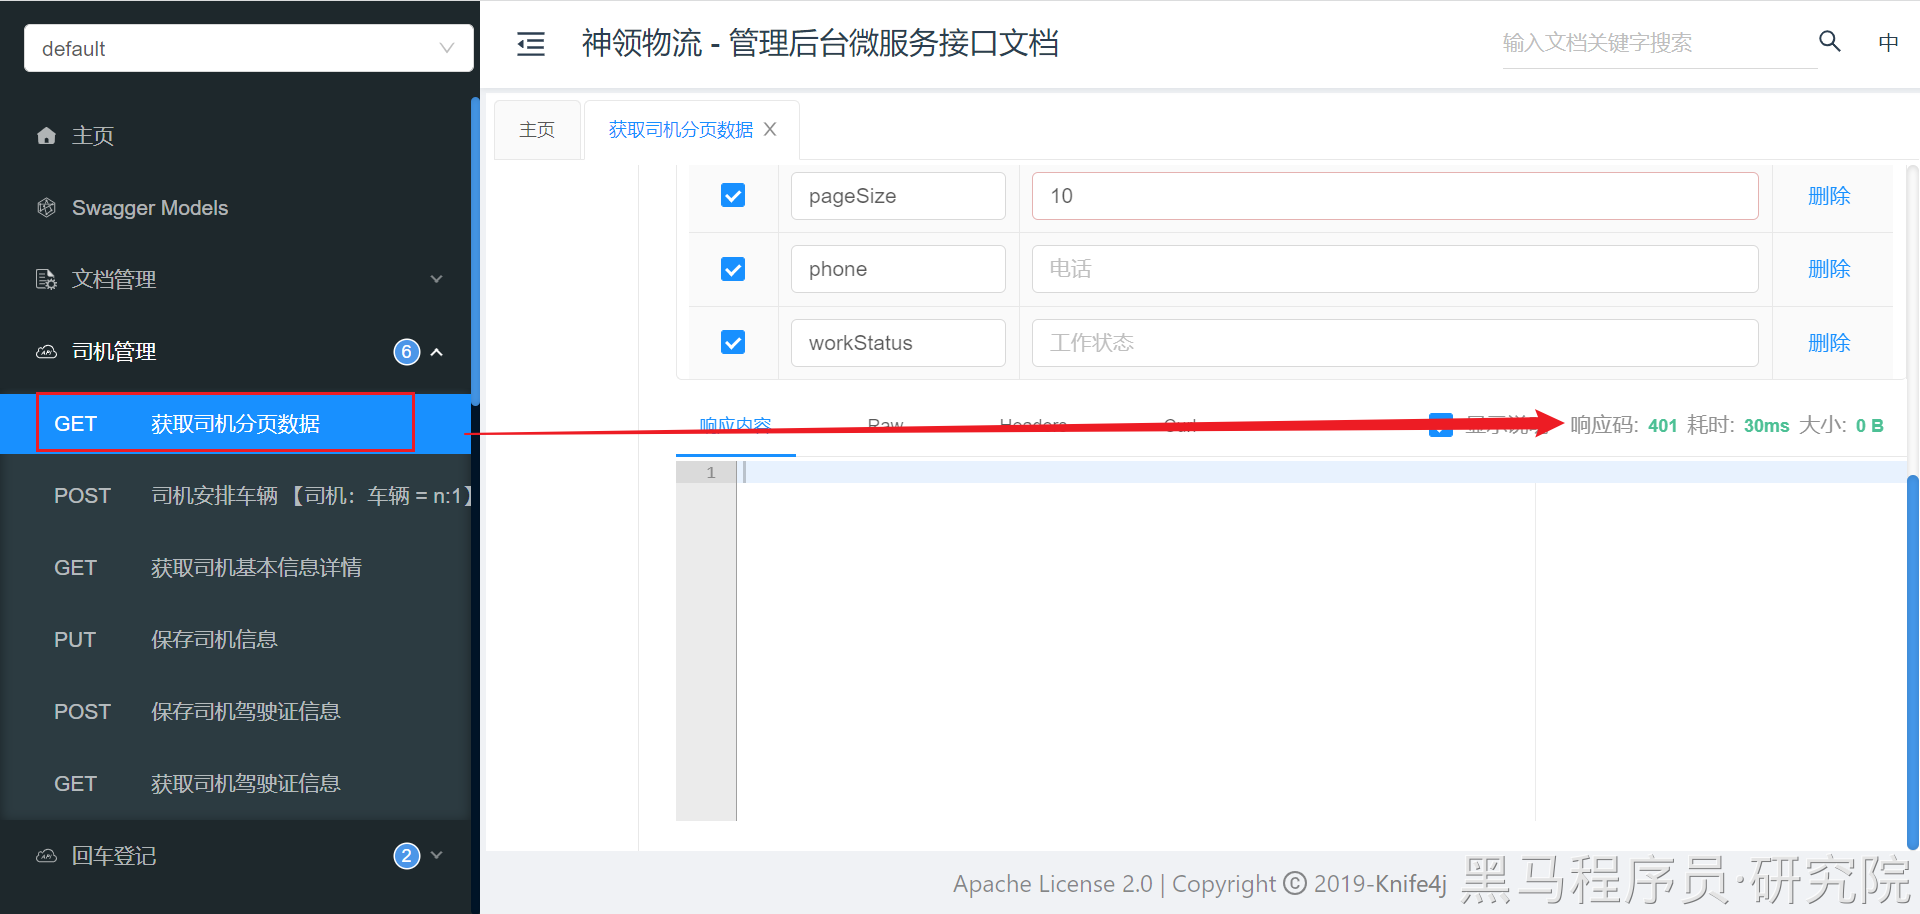 default
神领物流 - 管理后台微服务接口文档
输入文档关键字搜索
中
主页
Swagger Models
文档管理
司机管理
6
GET 获取司机分页数据
POST 司机安排车辆 【司机：车辆 = n:1】
GET 获取司机基本信息详情
PUT 保存司机信息
POST 保存司机驾驶证信息
GET 获取司机驾驶证信息
回车登记
2
主页
获取司机分页数据
pageSize 10 删除
phone 电话 删除
workStatus 工作状态 删除
响应内容 Raw Headers Curl 显示说明 响应码: 401 耗时: 30ms 大小: 0 B
1
Apache License 2.0 | Copyright © 2019-Knife4j
黑马程序员·研究院